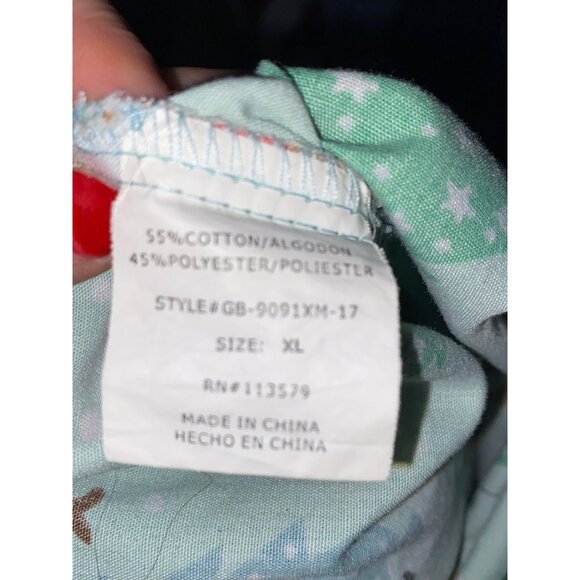 55%COTTON/ALGODON
45%POLYESTER/POLIESTER
STYLE#GB-9091XM-17
SIZE: XL
RN#113579
MADE IN CHINA
HECHO EN CHINA